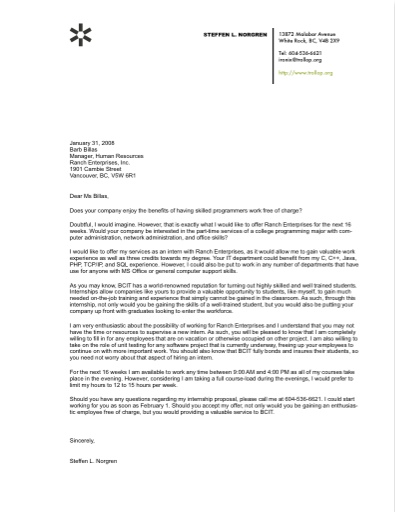 STEFFEN L. NORGREN
13872 Malabar Avenue
White Rock, BC, V4B 2X9
Tel: 604-536-6621
ironix@trollop.org
http://www.trollop.org
January 31, 2008
Barb Billas
Manager, Human Resources
Ranch Enterprises, Inc.
1901 Cambie Street
Vancouver, BC, V5W 6R1
Dear Ms Billas,
Does your company enjoy the benefits of having skilled programmers work free of charge?
Doubtful, I would imagine. However, that is exactly what I would like to offer Ranch Enterprises for the next 16
weeks. Would your company be interested in the part-time services of a college programming major with com-
puter administration, network administration, and office skills?
I would like to offer my services as an intern with Ranch Enterprises, as it would allow me to gain valuable work
experience as well as three credits towards my degree. Your IT department could benefit from my C, C++, Java,
PHP, TCP/IP, and SQL experience. However, I could also be put to work in any number of departments that have
use for anyone with MS Office or general computer support skills.
As you may know, BCIT has a world-renowned reputation for turning out highly skilled and well trained students.
Internships allow companies like yours to provide a valuable opportunity to students, like myself, to gain much
needed on-the-job training and experience that simply cannot be gained in the classroom. As such, through this
internship, not only would you be gaining the skills of a well trained student, but you would also be putting your
company up front with graduates looking to enter the workforce.
I am very enthusiastic about the possibility of working for Ranch Enterprises and I understand that you may not
have the time or resources to supervise a new intern. As such, you will be pleased to know that I am completely
willing to fill in for any employees that are on vacation or otherwise occupied on other project. I am also willing to
take on the role of unit testing for any software project that is currently underway, freeing up your employees to
continue on with more important work. You should also know that BCIT fully bonds and insures their students, so
you need not worry about that aspect of hiring an intern.
For the next 16 weeks I am available to work any time between 9:00 AM and 4:00 PM as all of my courses take
place in the evening. However, considering I am taking a full course-load during the evenings, I would prefer to
limit my hours to 12 to 15 hours per week.
Should you have any questions regarding my internship proposal, please call me at 604-536-6621. I could start
working for you as soon as February 1. Should you accept my offer, not only would you be gaining an enthusias-
tic employee free of charge, but you would providing a valuable service to BCIT.
Sincerely,
Steffen L. Norgren